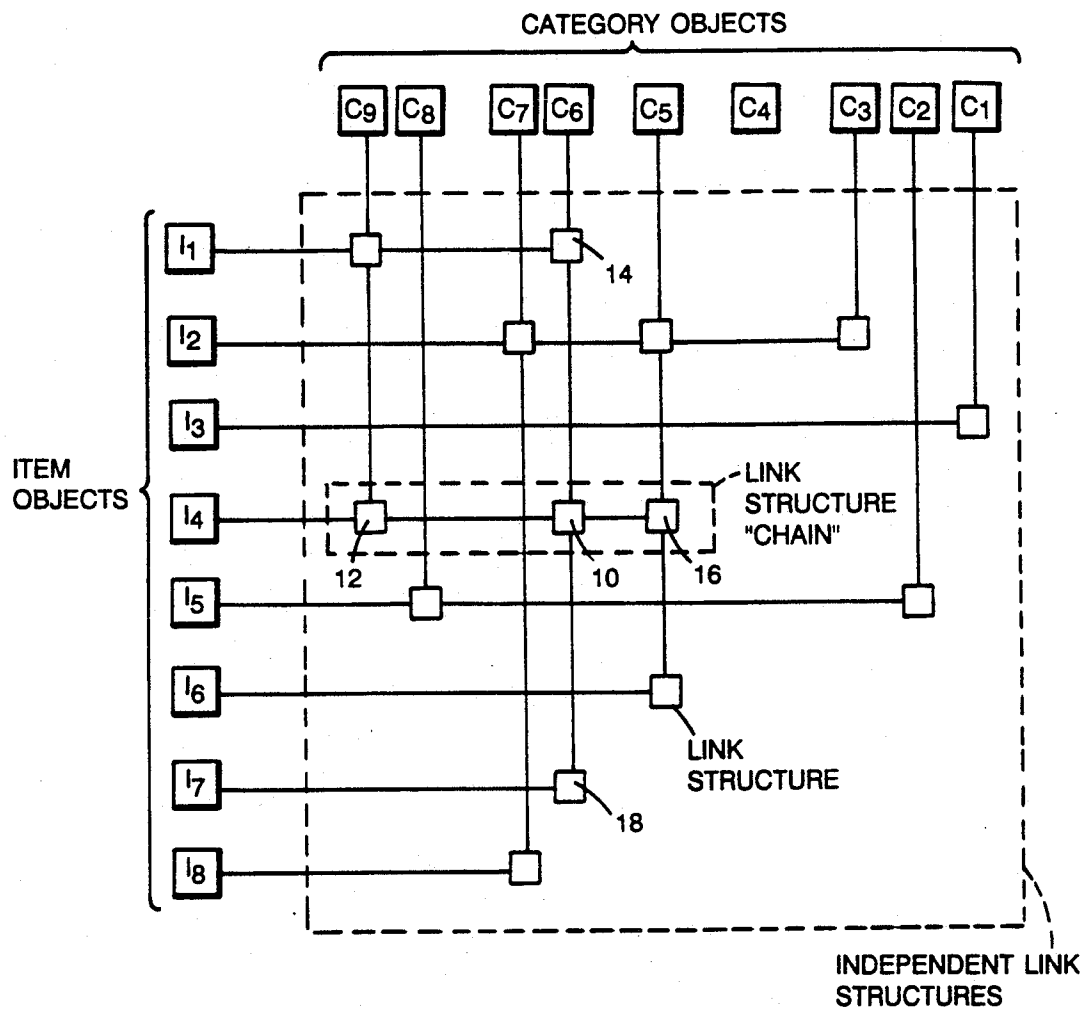 CATEGORY OBJECTS
C9 C8 C7 C6 C5 C4 C3 C2 C1
I1
14
I2
I3
ITEM
OBJECTS
LINK
STRUCTURE
"CHAIN"
I4
12 10 16
I5
I6
LINK
STRUCTURE
I7
18
I8
INDEPENDENT LINK
STRUCTURES